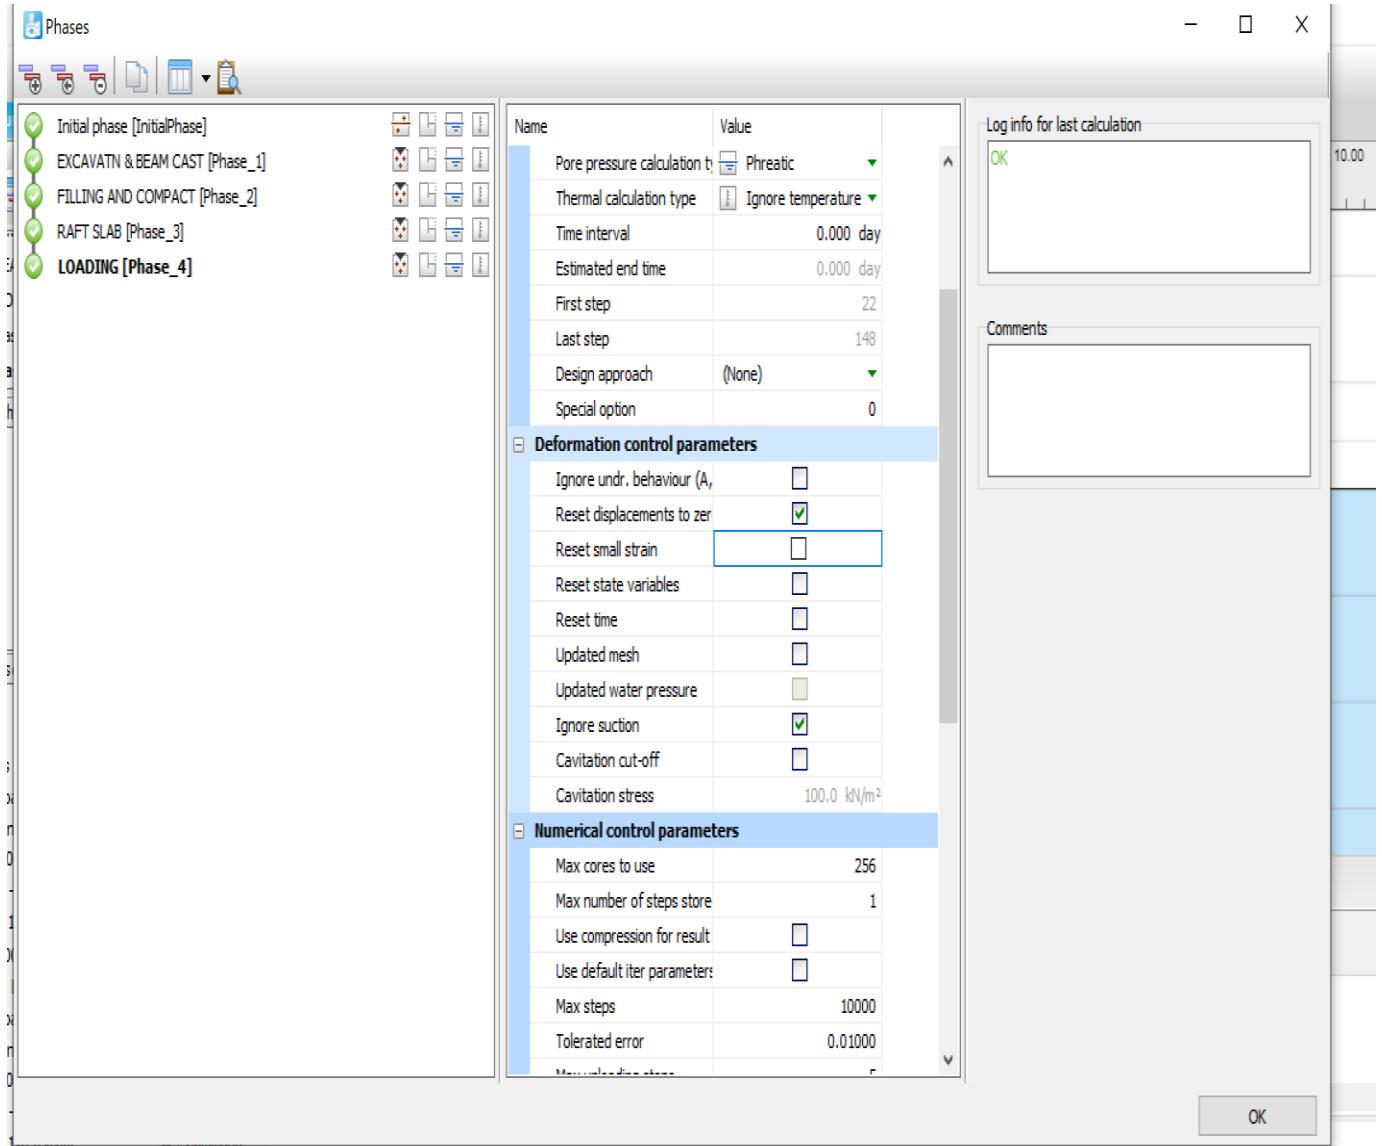 Phases
Initial phase [InitialPhase]
EXCAVATN & BEAM CAST [Phase_1]
FILLING AND COMPACT [Phase_2]
RAFT SLAB [Phase_3]
LOADING [Phase_4]
Name Value
Pore pressure calculation ty Phreatic
Thermal calculation type Ignore temperature
Time interval 0.000 day
Estimated end time 0.000 day
First step 22
Last step 148
Design approach (None)
Special option 0
Deformation control parameters
Ignore undr. behaviour (A,
Reset displacements to zer
Reset small strain
Reset state variables
Reset time
Updated mesh
Updated water pressure
Ignore suction
Cavitation cut-off
Cavitation stress 100.0 kN/m²
Numerical control parameters
Max cores to use 256
Max number of steps store 1
Use compression for result
Use default iter parameters
Max steps 10000
Tolerated error 0.01000
Log info for last calculation
OK
Comments
10.00
OK